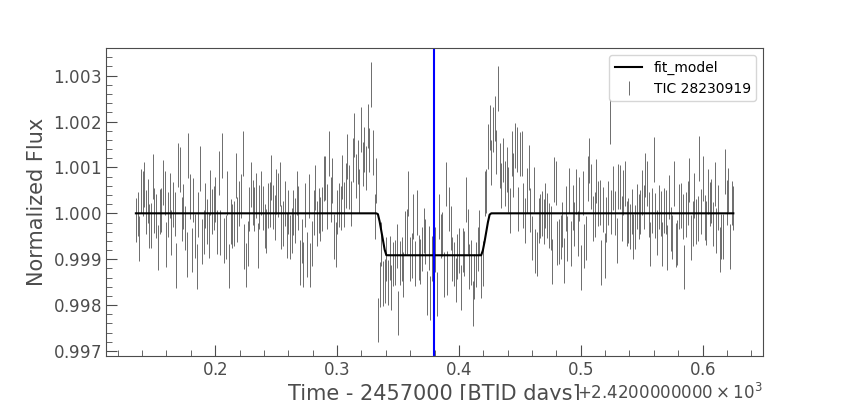 fit_model
TIC 28230919
Normalized Flux
1.003
1.002
1.001
1.000
0.999
0.998
0.997
0.2 0.3 0.4 0.5 0.6
Time - 2457000 [BTJD days]
+2.4200000000 × 10³